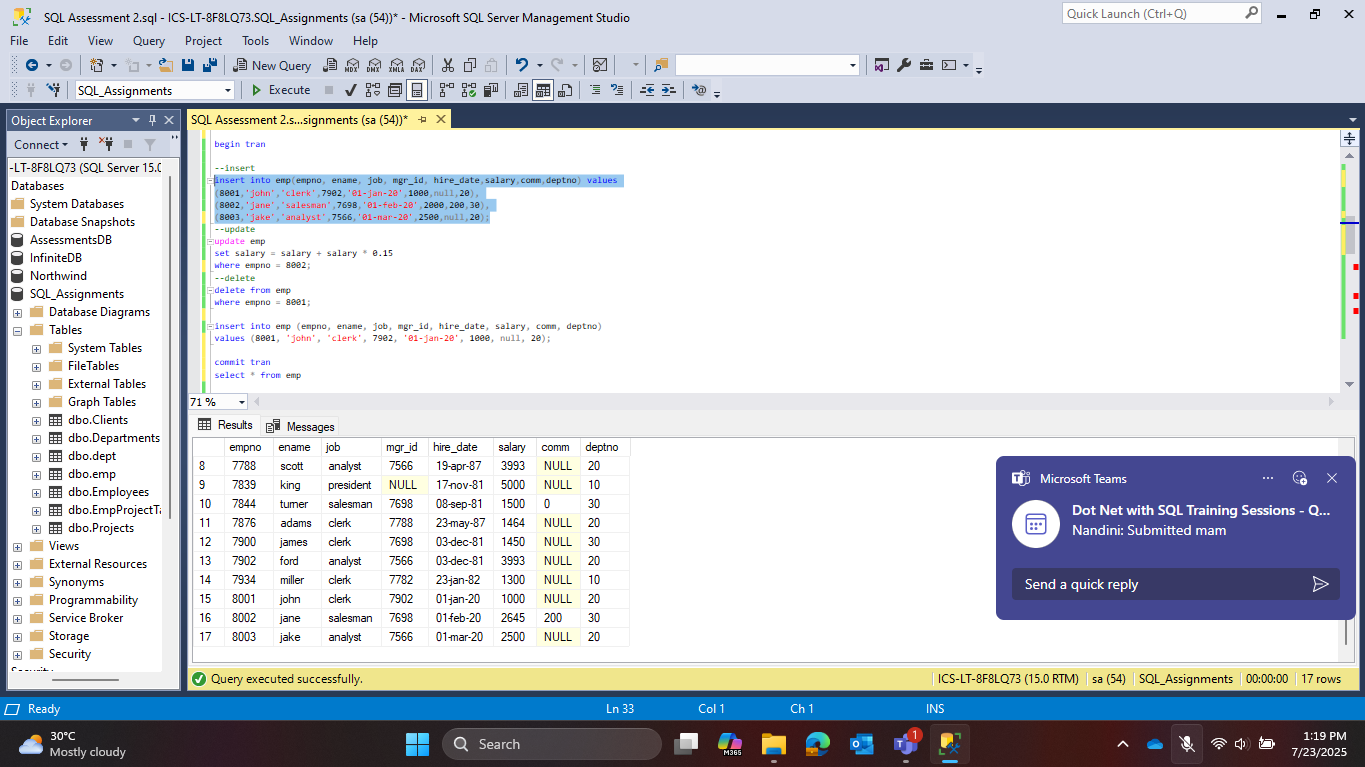 SQL Assessment 2.sql - ICS-LT-8F8LQ73.SQL_Assignments (sa (54))* - Microsoft SQL Server Management Studio
Quick Launch (Ctrl+Q)
File Edit View Query Project Tools Window Help
New Query MDX DMX XMLA DAX
SQL_Assignments Execute
Object Explorer
Connect
-LT-8F8LQ73 (SQL Server 15.0
Databases
System Databases
Database Snapshots
AssessmentsDB
InfiniteDB
Northwind
SQL_Assignments
Database Diagrams
Tables
System Tables
FileTables
External Tables
Graph Tables
dbo.Clients
dbo.Departments
dbo.dept
dbo.emp
dbo.Employees
dbo.EmpProjectTa
dbo.Projects
Views
External Resources
Synonyms
Programmability
Service Broker
Storage
Security
SQL Assessment 2.s...signments (sa (54))*
begin tran
--insert
insert into emp(empno, ename, job, mgr_id, hire_date,salary,comm,deptno) values
(8001,'john','clerk',7902,'01-jan-20',1000,null,20),
(8002,'jane','salesman',7698,'01-feb-20',2000,200,30),
(8003,'jake','analyst',7566,'01-mar-20',2500,null,20);
--update
update emp
set salary = salary + salary * 0.15
where empno = 8002;
--delete
delete from emp
where empno = 8001;
insert into emp (empno, ename, job, mgr_id, hire_date, salary, comm, deptno)
values (8001, 'john', 'clerk', 7902, '01-jan-20', 1000, null, 20);
commit tran
select * from emp
71 %
Results Messages
empno ename job mgr_id hire_date salary comm deptno
8 7788 scott analyst 7566 19-apr-87 3993 NULL 20
9 7839 king president NULL 17-nov-81 5000 NULL 10
10 7844 turner salesman 7698 08-sep-81 1500 0 30
11 7876 adams clerk 7788 23-may-87 1464 NULL 20
12 7900 james clerk 7698 03-dec-81 1450 NULL 30
13 7902 ford analyst 7566 03-dec-81 3993 NULL 20
14 7934 miller clerk 7782 23-jan-82 1300 NULL 10
15 8001 john clerk 7902 01-jan-20 1000 NULL 20
16 8002 jane salesman 7698 01-feb-20 2645 200 30
17 8003 jake analyst 7566 01-mar-20 2500 NULL 20
Microsoft Teams
Dot Net with SQL Training Sessions - Q...
Nandini: Submitted mam
Send a quick reply
Query executed successfully. ICS-LT-8F8LQ73 (15.0 RTM) sa (54) SQL_Assignments 00:00:00 17 rows
Ready Ln 33 Col 1 Ch 1 INS
30°C
Mostly cloudy
Search
M365
1
1:19 PM
7/23/2025